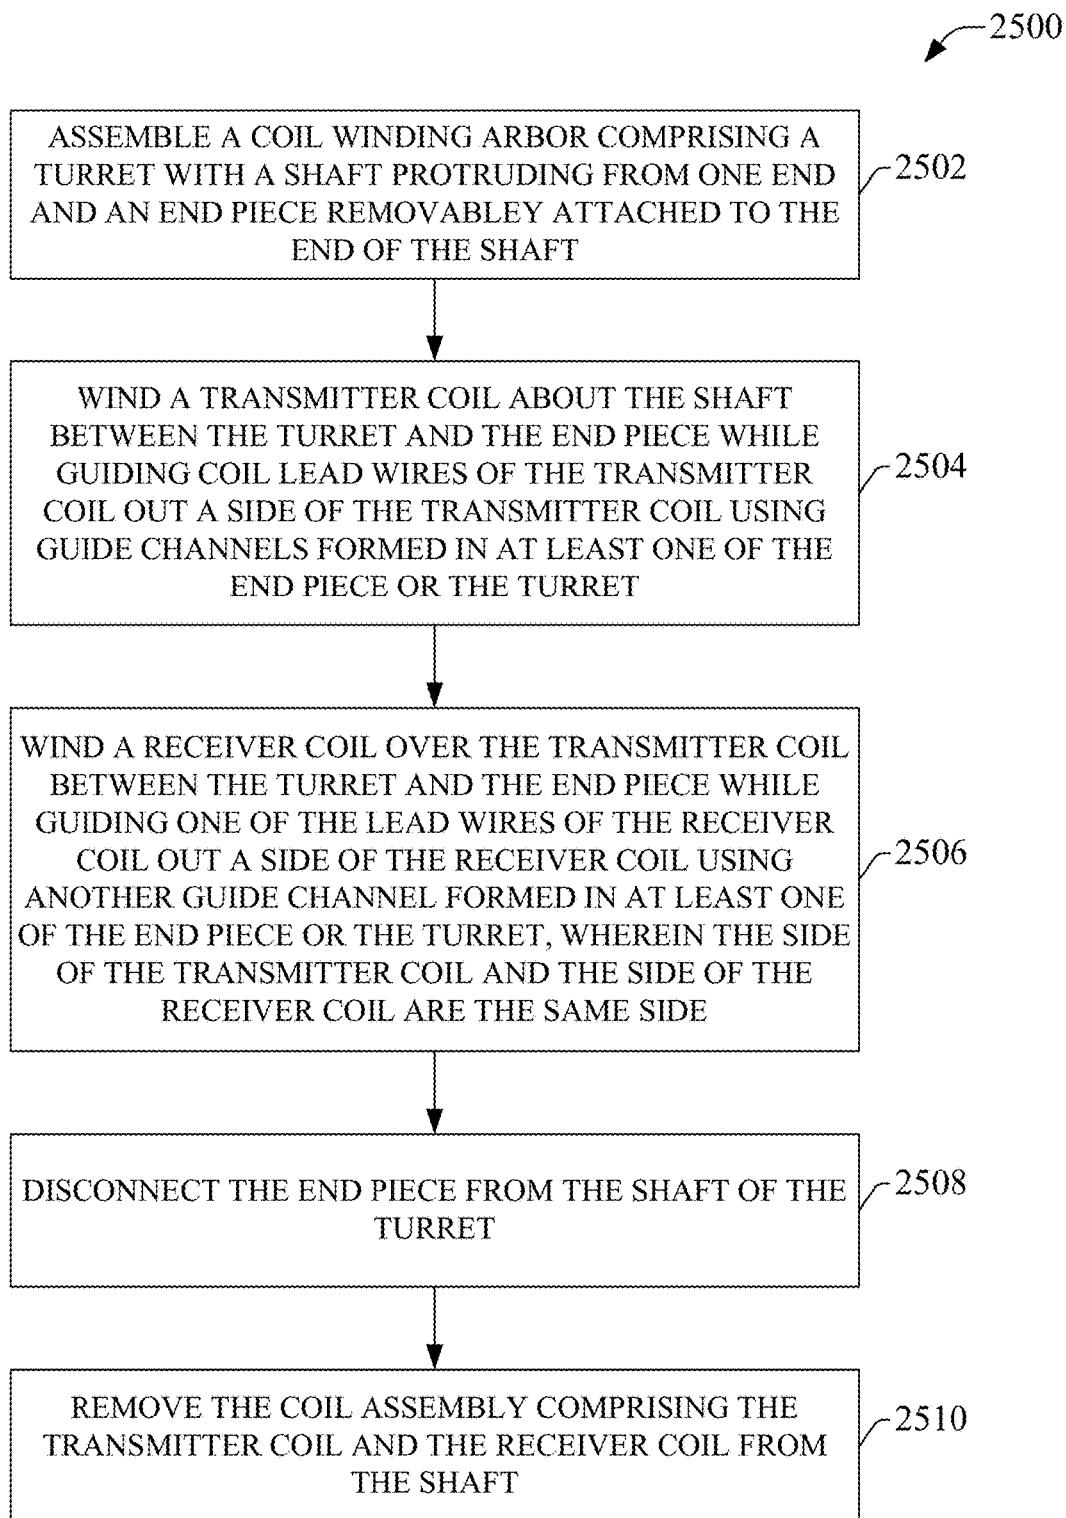 2500
ASSEMBLE A COIL WINDING ARBOR COMPRISING A
TURRET WITH A SHAFT PROTRUDING FROM ONE END
AND AN END PIECE REMOVABLEY ATTACHED TO THE
END OF THE SHAFT
2502
WIND A TRANSMITTER COIL ABOUT THE SHAFT
BETWEEN THE TURRET AND THE END PIECE WHILE
GUIDING COIL LEAD WIRES OF THE TRANSMITTER
COIL OUT A SIDE OF THE TRANSMITTER COIL USING
GUIDE CHANNELS FORMED IN AT LEAST ONE OF THE
END PIECE OR THE TURRET
2504
WIND A RECEIVER COIL OVER THE TRANSMITTER COIL
BETWEEN THE TURRET AND THE END PIECE WHILE
GUIDING ONE OF THE LEAD WIRES OF THE RECEIVER
COIL OUT A SIDE OF THE RECEIVER COIL USING
ANOTHER GUIDE CHANNEL FORMED IN AT LEAST ONE
OF THE END PIECE OR THE TURRET, WHEREIN THE SIDE
OF THE TRANSMITTER COIL AND THE SIDE OF THE
RECEIVER COIL ARE THE SAME SIDE
2506
DISCONNECT THE END PIECE FROM THE SHAFT OF THE
TURRET
2508
REMOVE THE COIL ASSEMBLY COMPRISING THE
TRANSMITTER COIL AND THE RECEIVER COIL FROM
THE SHAFT
2510